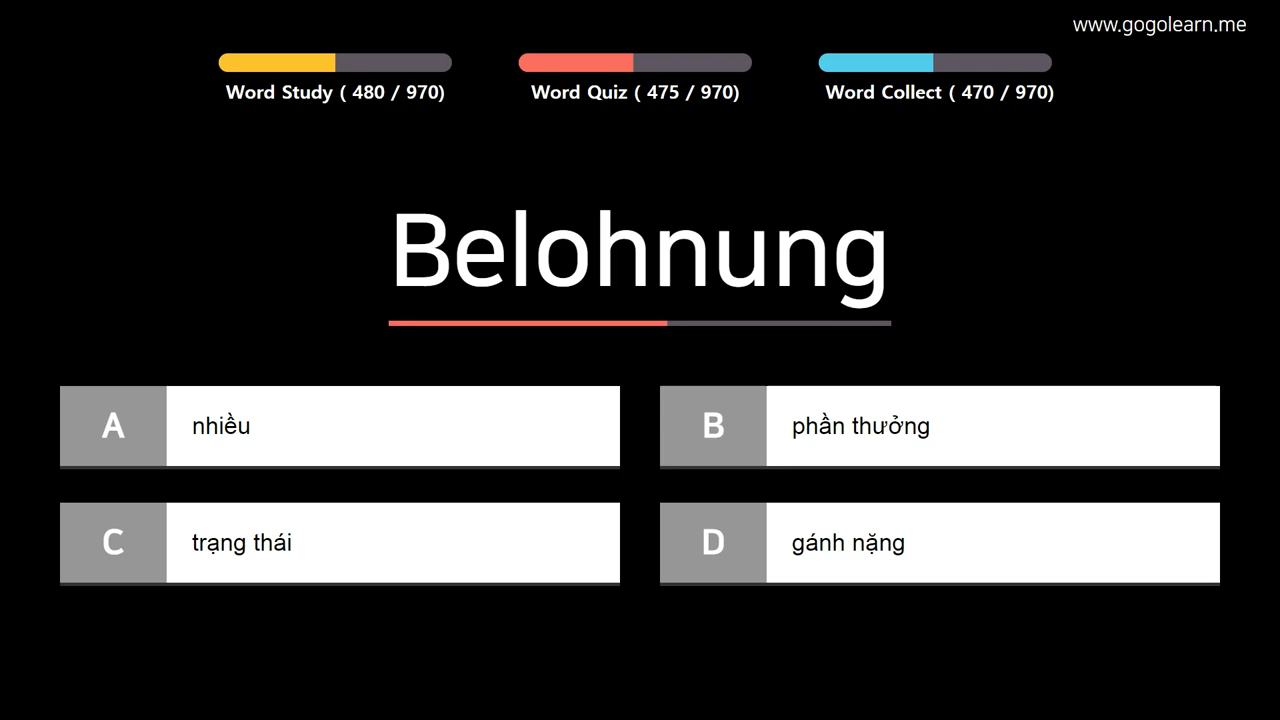 www.gogolearn.me
Word Study ( 480 / 970)
Word Quiz ( 475 / 970)
Word Collect ( 470 / 970)
Belohnung
A nhiều
B phần thưởng
C trạng thái
D gánh nặng